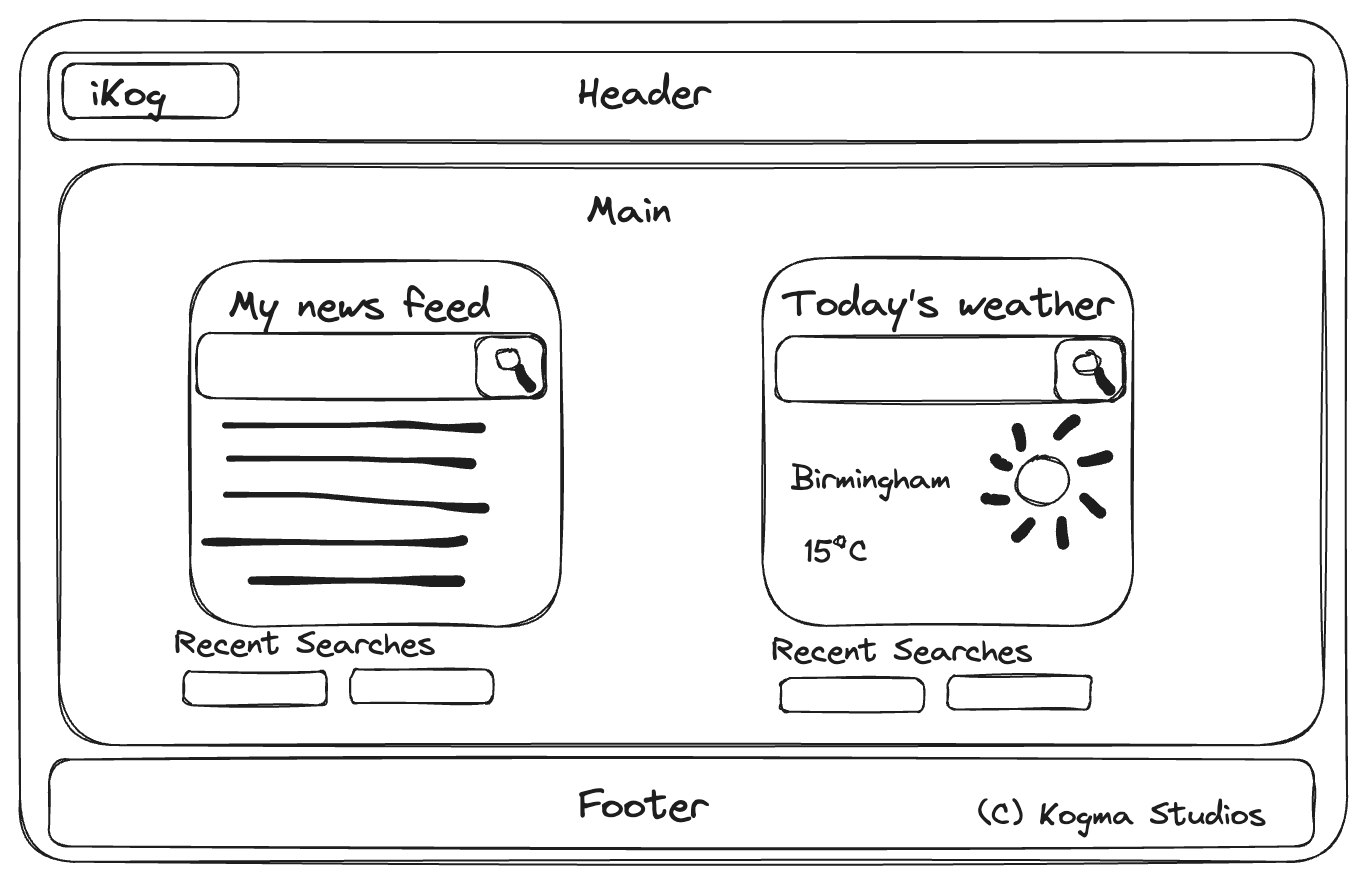 iKog
Header
Main
My news feed
Today's weather
Birmingham
15°C
Recent Searches
Recent Searches
Footer
(C) Kogma Studios